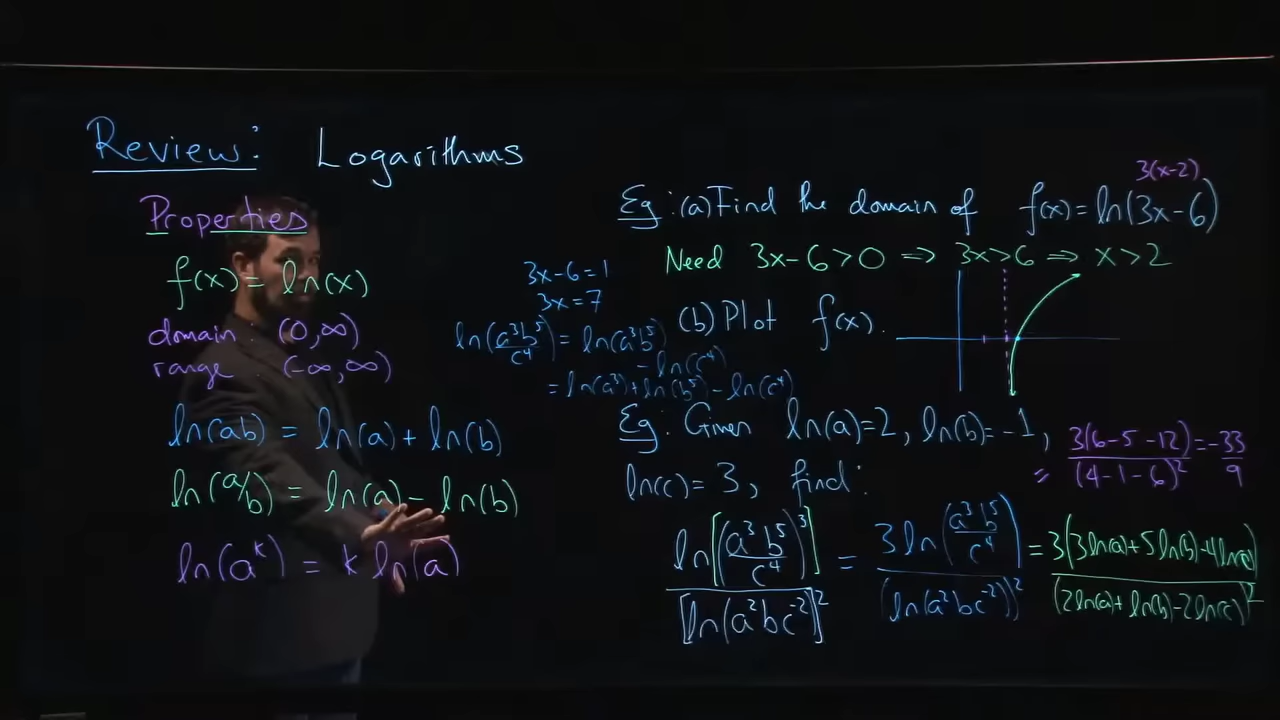 Review: Logarithms
Properties
f(x) = ln(x)
domain : (0,∞)
range : (-∞,∞)
ln(ab) = ln(a) + ln(b)
ln(a/b) = ln(a) - ln(b)
ln(a^k) = k ln(a)
3(x-2)
Eg: (a) Find the domain of f(x) = ln(3x-6)
Need 3x-6>0 ⇒ 3x>6 ⇒ x>2
3x-6=1
3x=7
(b) Plot f(x).
ln(a³b⁵/c⁴) = ln(a³b⁵)
- ln(c⁴)
= ln(a³)+ln(b⁵)-ln(c⁴)
Eg: Given ln(a)=2, ln(b)=-1,
ln(c)=3, find:
ln[(a³b⁵/c⁴)³]/[ln(a²bc⁻²)]² = 3ln(a³b⁵/c⁴)/(ln(a²bc⁻²))² = 3(3ln(a)+5ln(b)-4ln(c))/(2ln(a)+ln(b)-2ln(c))²
= 3(6-5-12)/(4-1-6)² = -33/9